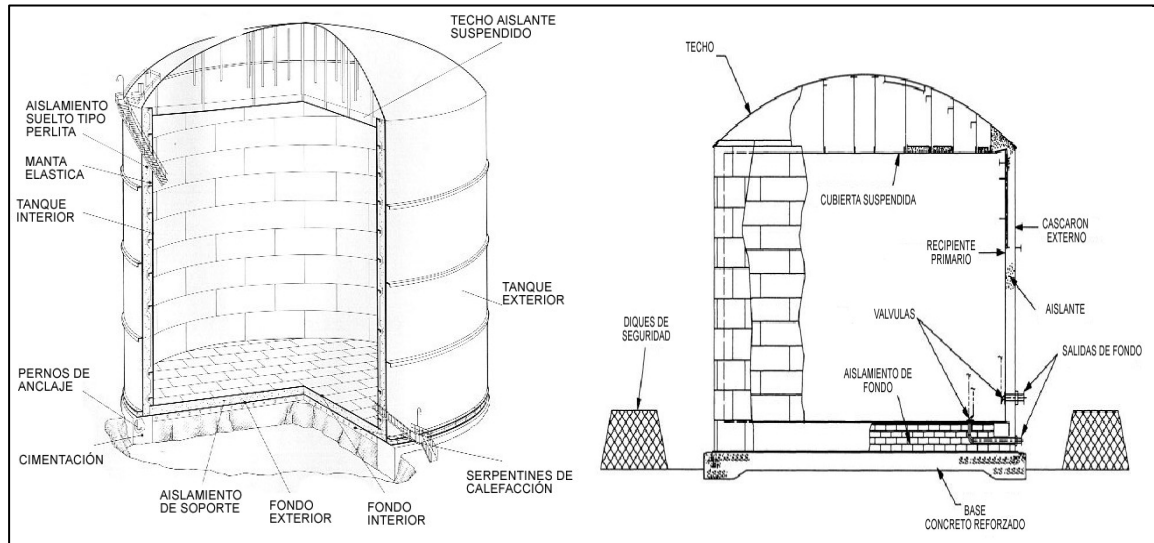 TECHO AISLANTE
SUSPENDIDO
AISLAMIENTO
SUELTO TIPO
PERLITA
MANTA
ELASTICA
TANQUE
INTERIOR
TANQUE
EXTERIOR
PERNOS DE
ANCLAJE
CIMENTACIÓN
AISLAMIENTO
DE SOPORTE
FONDO
EXTERIOR
FONDO
INTERIOR
SERPENTINES DE
CALEFACCIÓN
TECHO
CUBIERTA SUSPENDIDA
CASCARON
EXTERNO
RECIPIENTE
PRIMARIO
AISLANTE
DIQUES DE
SEGURIDAD
VALVULAS
SALIDAS DE FONDO
AISLAMIENTO DE
FONDO
BASE
CONCRETO REFORZADO